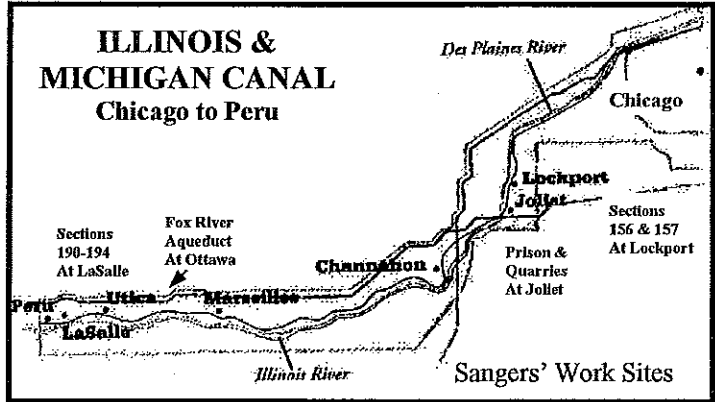 ILLINOIS &
MICHIGAN CANAL
Chicago to Peru
Des Plaines River
Chicago
Lockport
Joliet
Sections
190-194
At LaSalle
Fox River
Aqueduct
At Ottawa
Sections
156 & 157
At Lockport
Prison &
Quarries
At Joliet
Channahon
Utica
Marseilles
Peru
LaSalle
Illinois River
Sangers' Work Sites